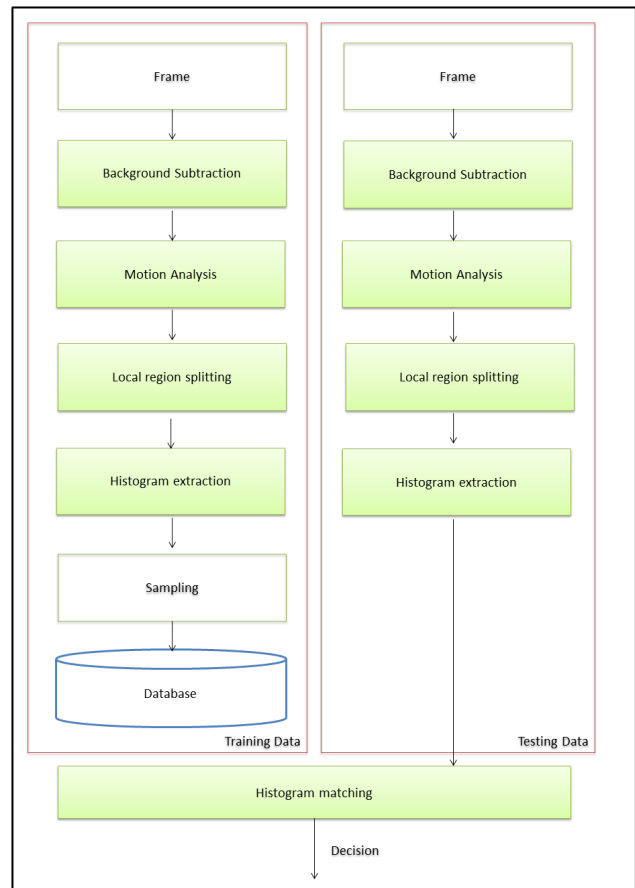 Frame
Background Subtraction
Motion Analysis
Local region splitting
Histogram extraction
Sampling
Database
Training Data
Frame
Background Subtraction
Motion Analysis
Local region splitting
Histogram extraction
Testing Data
Histogram matching
Decision